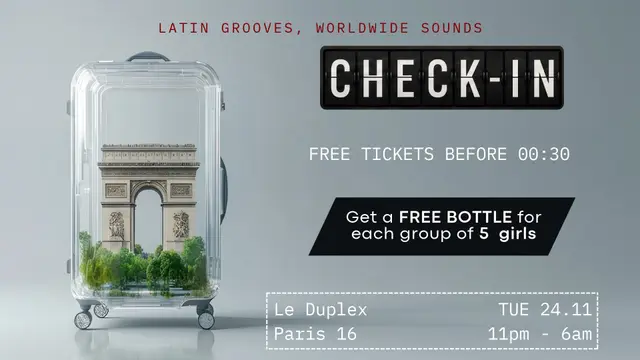 LATIN GROOVES, WORLDWIDE SOUNDS
CHECK-IN
FREE TICKETS BEFORE 00:30
Get a FREE BOTTLE for
each group of 5 girls
Le Duplex
Paris 16
TUE 24.11
11pm - 6am